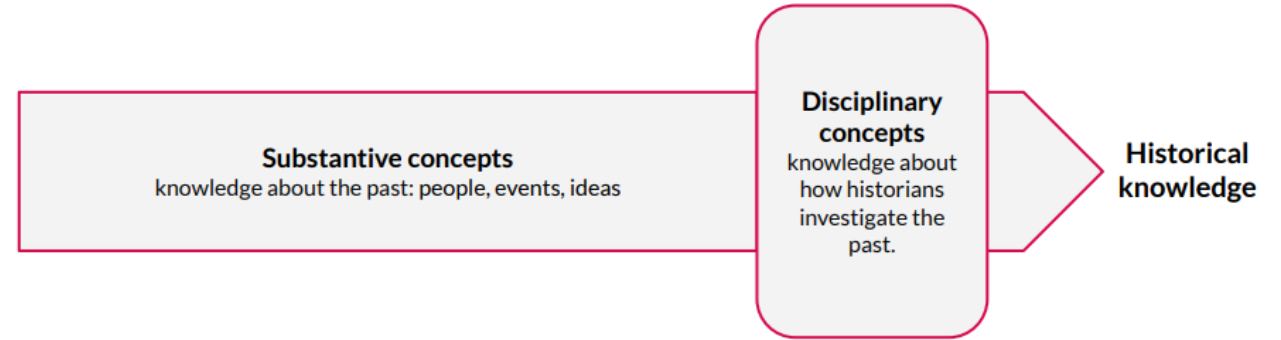 Substantive concepts
knowledge about the past: people, events, ideas
Disciplinary
concepts
knowledge about
how historians
investigate the
past.
Historical
knowledge